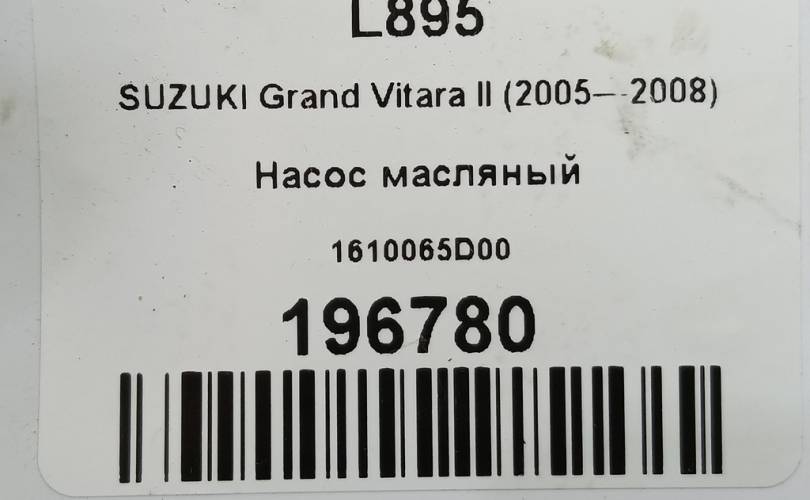 L895
SUZUKI Grand Vitara II (2005—2008)
Насос масляный
1610065D00
196780